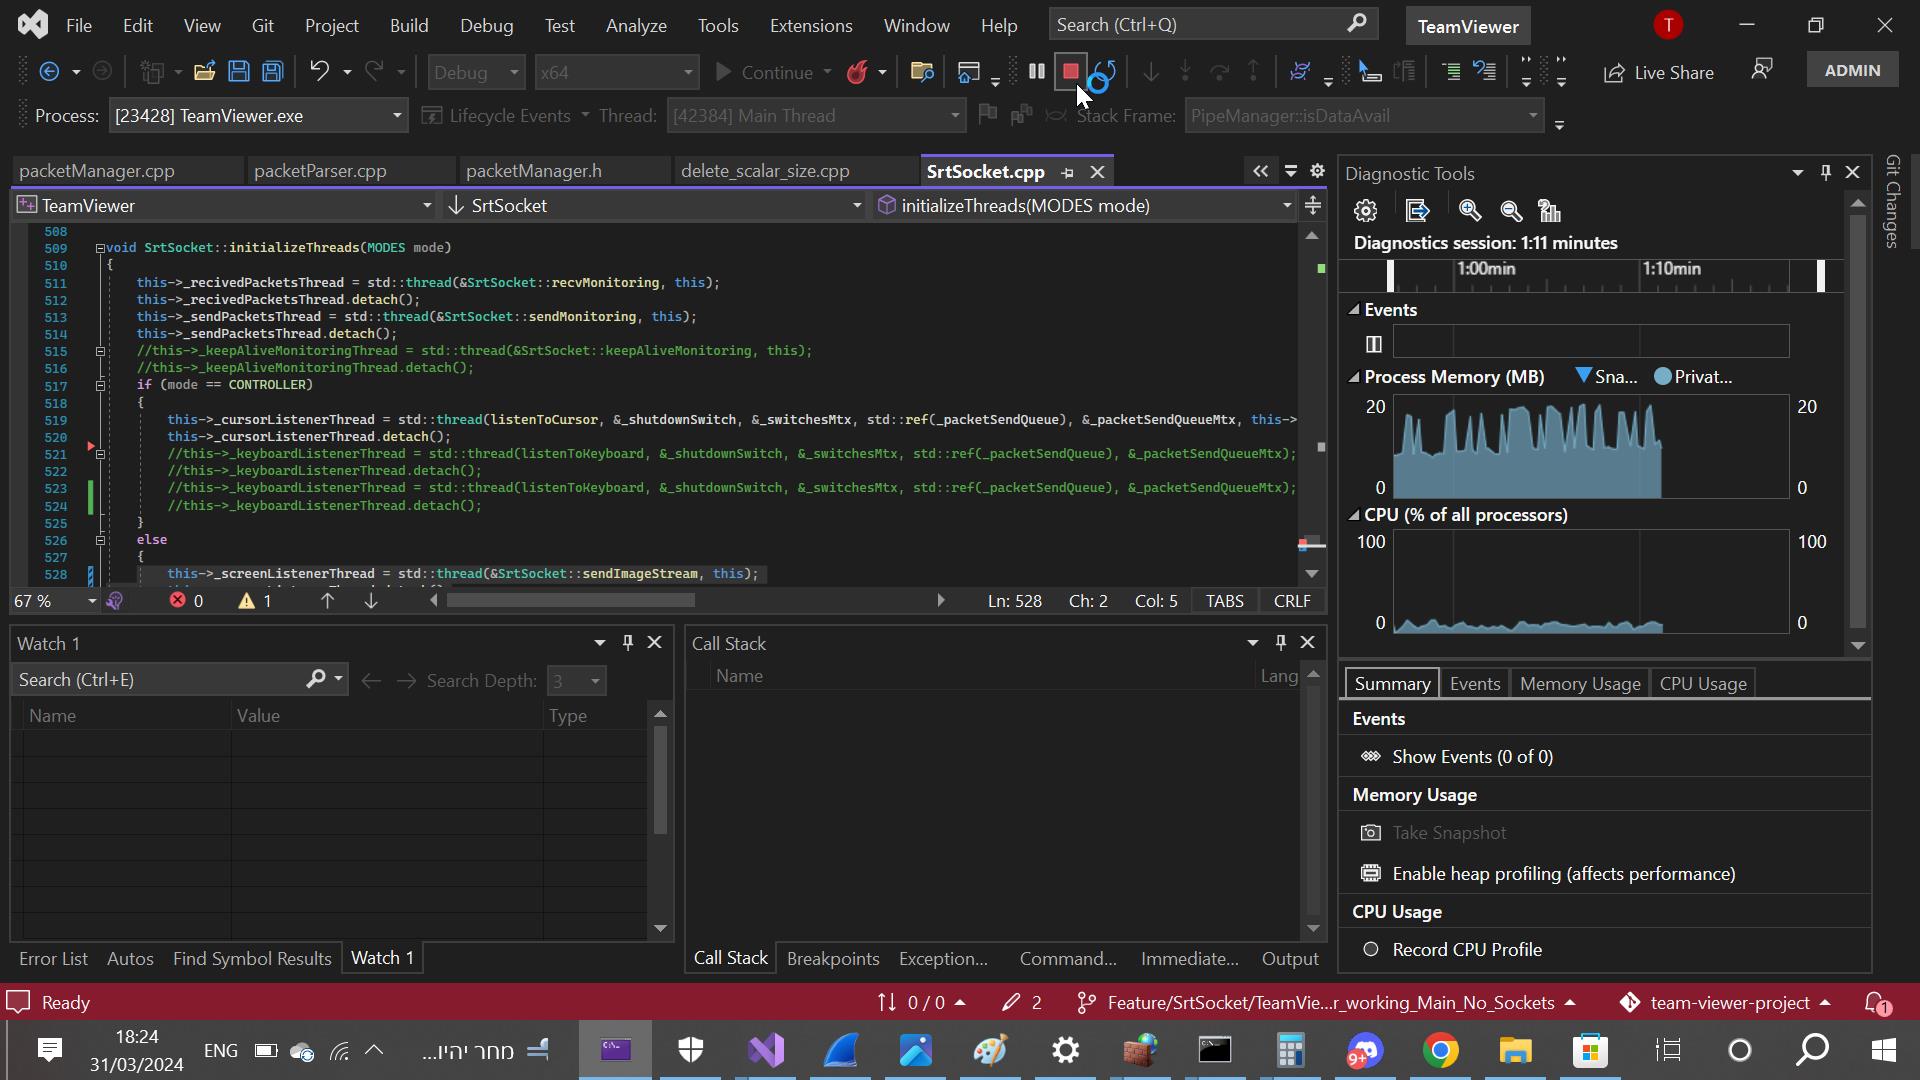 File Edit View Git Project Build Debug Test Analyze Tools Extensions Window Help Search (Ctrl+Q) TeamViewer T
Debug x64 Continue Live Share ADMIN
Process: [23428] TeamViewer.exe Lifecycle Events Thread: [42384] Main Thread Stack Frame: PipeManager::isDataAvail
packetManager.cpp packetParser.cpp packetManager.h delete_scalar_size.cpp SrtSocket.cpp
TeamViewer SrtSocket initializeThreads(MODES mode)
508
509 void SrtSocket::initializeThreads(MODES mode)
510 {
511 this->_recivedPacketsThread = std::thread(&SrtSocket::recvMonitoring, this);
512 this->_recivedPacketsThread.detach();
513 this->_sendPacketsThread = std::thread(&SrtSocket::sendMonitoring, this);
514 this->_sendPacketsThread.detach();
515 //this->_keepAliveMonitoringThread = std::thread(&SrtSocket::keepAliveMonitoring, this);
516 //this->_keepAliveMonitoringThread.detach();
517 if (mode == CONTROLLER)
518 {
519 this->_cursorListenerThread = std::thread(listenToCursor, &_shutdownSwitch, &_switchesMtx, std::ref(_packetSendQueue), &_packetSendQueueMtx, this->
520 this->_cursorListenerThread.detach();
521 //this->_keyboardListenerThread = std::thread(listenToKeyboard, &_shutdownSwitch, &_switchesMtx, std::ref(_packetSendQueue), &_packetSendQueueMtx);
522 //this->_keyboardListenerThread.detach();
523 //this->_keyboardListenerThread = std::thread(listenToKeyboard, &_shutdownSwitch, &_switchesMtx, std::ref(_packetSendQueue), &_packetSendQueueMtx);
524 //this->_keyboardListenerThread.detach();
525 }
526 else
527 {
528 this->_screenListenerThread = std::thread(&SrtSocket::sendImageStream, this);
67 % 0 1 Ln: 528 Ch: 2 Col: 5 TABS CRLF
Watch 1
Search (Ctrl+E) Search Depth: 3
Name Value Type
Error List Autos Find Symbol Results Watch 1
Call Stack
Name Lang
Call Stack Breakpoints Exception... Command... Immediate... Output
Diagnostic Tools
Diagnostics session: 1:11 minutes
1:00min 1:10min
Events
Process Memory (MB) Sna... Privat...
20 20
0 0
CPU (% of all processors)
100 100
0 0
Summary Events Memory Usage CPU Usage
Events
Show Events (0 of 0)
Memory Usage
Take Snapshot
Enable heap profiling (affects performance)
CPU Usage
Record CPU Profile
Git Changes
Ready 0 / 0 2 Feature/SrtSocket/TeamVie...r_working_Main_No_Sockets team-viewer-project 1
18:24
31/03/2024
ENG
מחר יהיו...
9+